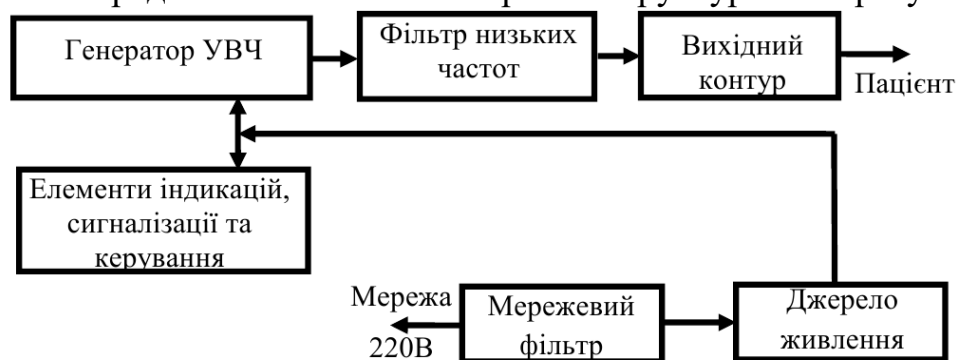 Генератор УВЧ
Фільтр низьких
частот
Вихідний
контур
Пацієнт
Елементи індикацій,
сигналізації та
керування
Мережа
220В
Мережевий
фільтр
Джерело
живлення